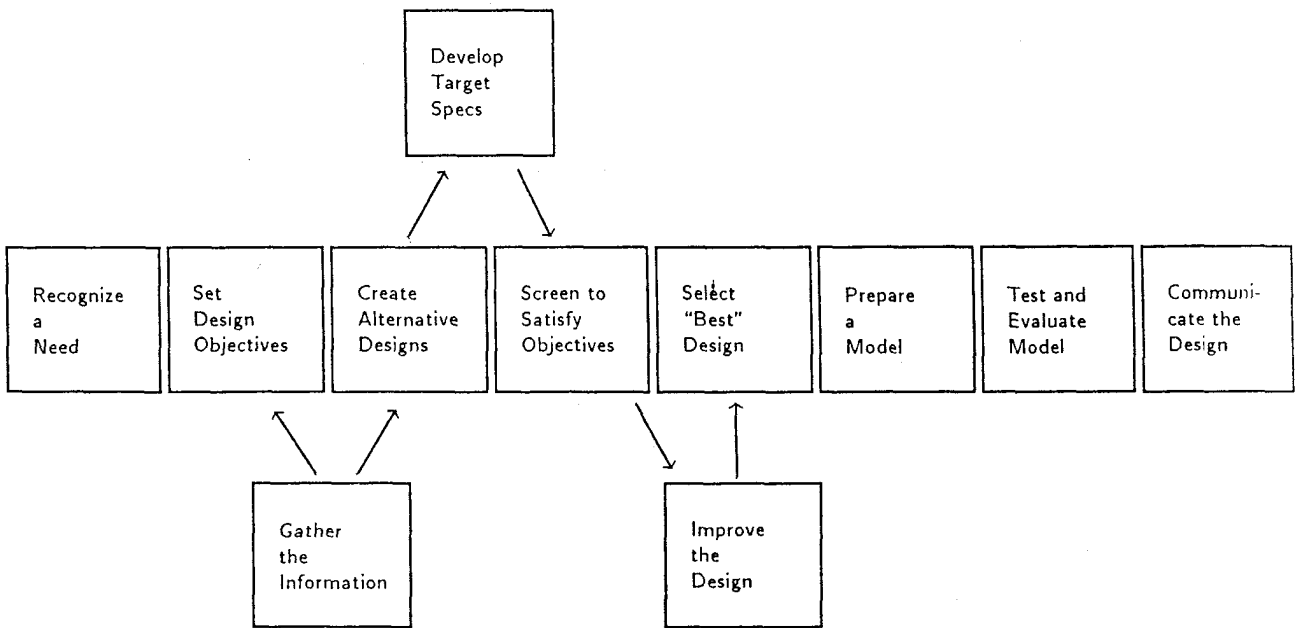 Develop
Target
Specs
Recognize
a
Need
Set
Design
Objectives
Create
Alternative
Designs
Screen to
Satisfy
Objectives
Select
“Best”
Design
Prepare
a
Model
Test and
Evaluate
Model
Communi-
cate the
Design
Gather
the
Information
Improve
the
Design